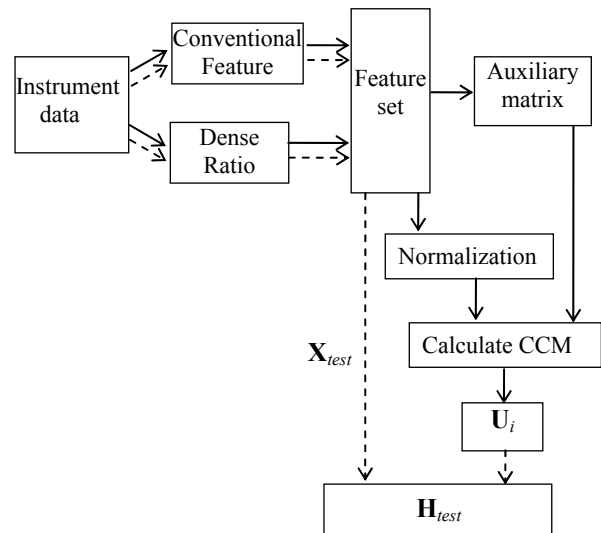 Conventional
Feature
Instrument
data
Feature
set
Auxiliary
matrix
Dense
Ratio
Normalization
X_test
Calculate CCM
U_i
H_test